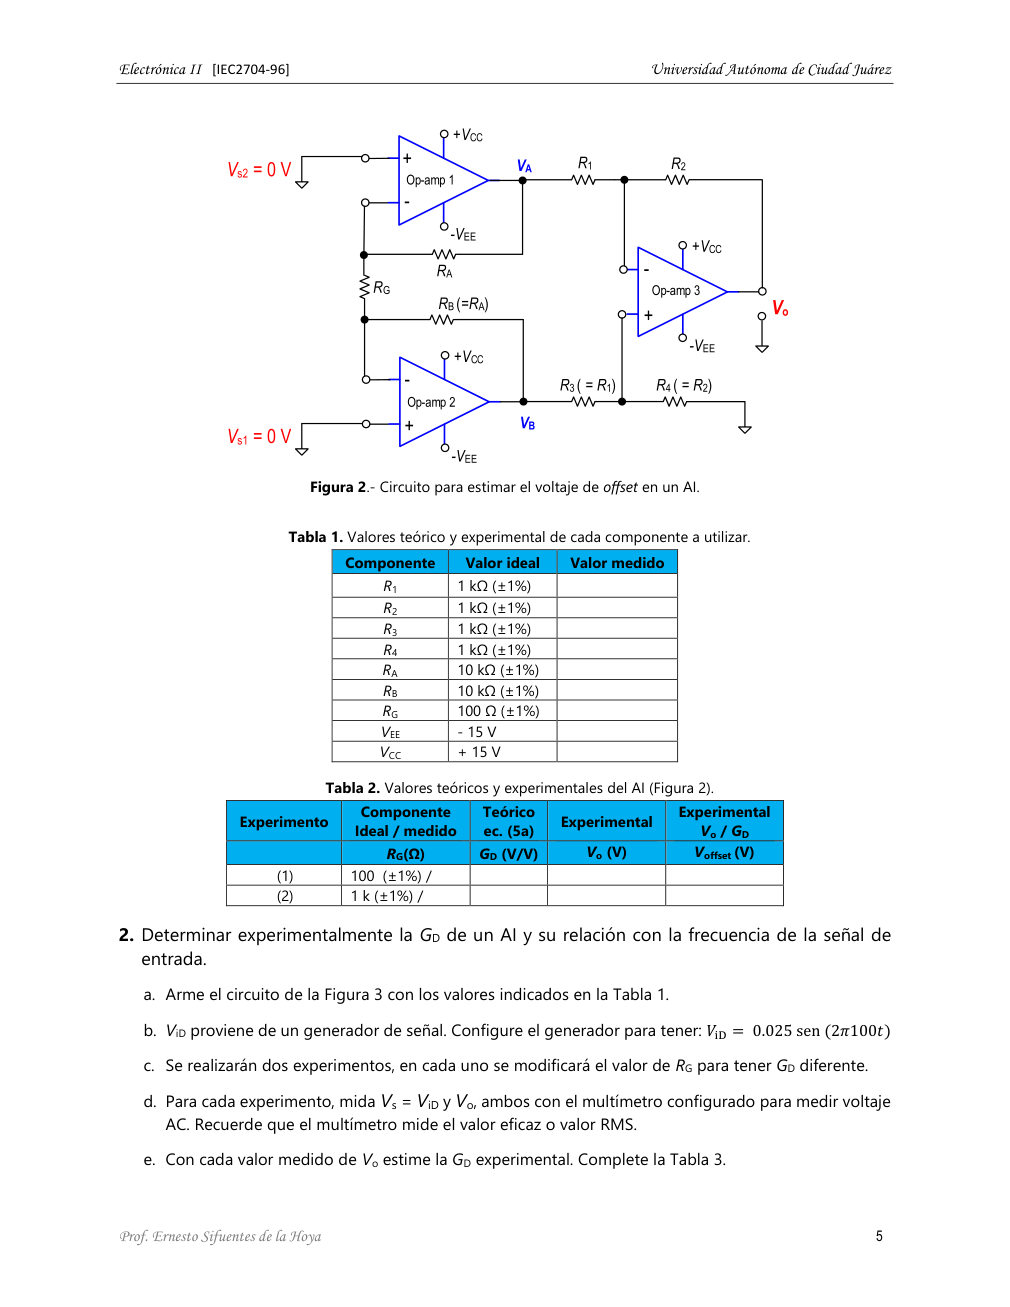 Electrónica II [IEC2704-96] Universidad Autónoma de Ciudad Juárez
+VCC
Vs2 = 0 V
+
Op-amp 1
-
VA
R1
R2
-VEE
+VCC
RA
-
Op-amp 3
RG
RB (=RA)
Vo
+
-VEE
+VCC
-
Op-amp 2
R3 ( = R1)
R4 ( = R2)
+
VB
Vs1 = 0 V
-VEE
Figura 2.- Circuito para estimar el voltaje de offset en un AI.
Tabla 1. Valores teórico y experimental de cada componente a utilizar.
Componente Valor ideal Valor medido
R1 1 kΩ (±1%)
R2 1 kΩ (±1%)
R3 1 kΩ (±1%)
R4 1 kΩ (±1%)
RA 10 kΩ (±1%)
RB 10 kΩ (±1%)
RG 100 Ω (±1%)
VEE - 15 V
VCC + 15 V
Tabla 2. Valores teóricos y experimentales del AI (Figura 2).
Experimento Componente Ideal / medido Teórico ec. (5a) Experimental Experimental Vo / GD
RG(Ω) GD (V/V) Vo (V) Voffset (V)
(1) 100 (±1%) /
(2) 1 k (±1%) /
2. Determinar experimentalmente la GD de un AI y su relación con la frecuencia de la señal de
entrada.
a. Arme el circuito de la Figura 3 con los valores indicados en la Tabla 1.
b. ViD proviene de un generador de señal. Configure el generador para tener: ViD = 0.025 sen (2π100t)
c. Se realizarán dos experimentos, en cada uno se modificará el valor de RG para tener GD diferente.
d. Para cada experimento, mida Vs = ViD y Vo, ambos con el multímetro configurado para medir voltaje
AC. Recuerde que el multímetro mide el valor eficaz o valor RMS.
e. Con cada valor medido de Vo estime la GD experimental. Complete la Tabla 3.
Prof. Ernesto Sifuentes de la Hoya 5